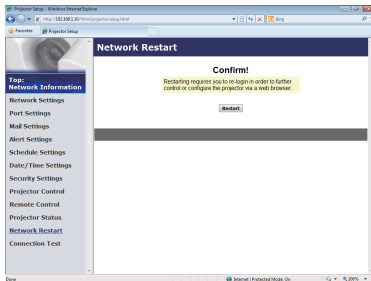 Projector Setup - Windows Internet Explorer
http://192.168.1.10/html/projectorsetup.html
Bing
Favorites
Projector Setup
Network Restart
Confirm!
Restarting requires you to re-login in order to further
control or configure the projector via a web browser.
Restart
Top:
Network Information
Network Settings
Port Settings
Mail Settings
Alert Settings
Schedule Settings
Date/Time Settings
Security Settings
Projector Control
Remote Control
Projector Status
Network Restart
Connection Test
Done
Internet | Protected Mode: On
100%